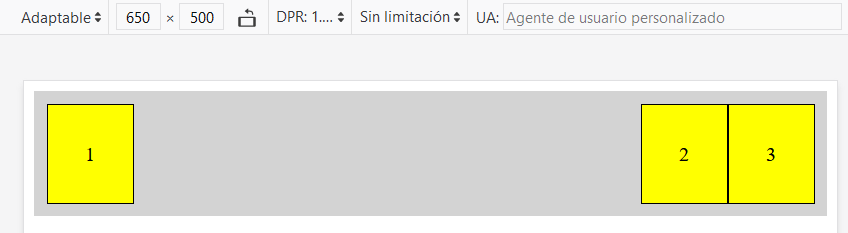 Adaptable 650 × 500 DPR: 1.... Sin limitación UA: Agente de usuario personalizado
1 2 3